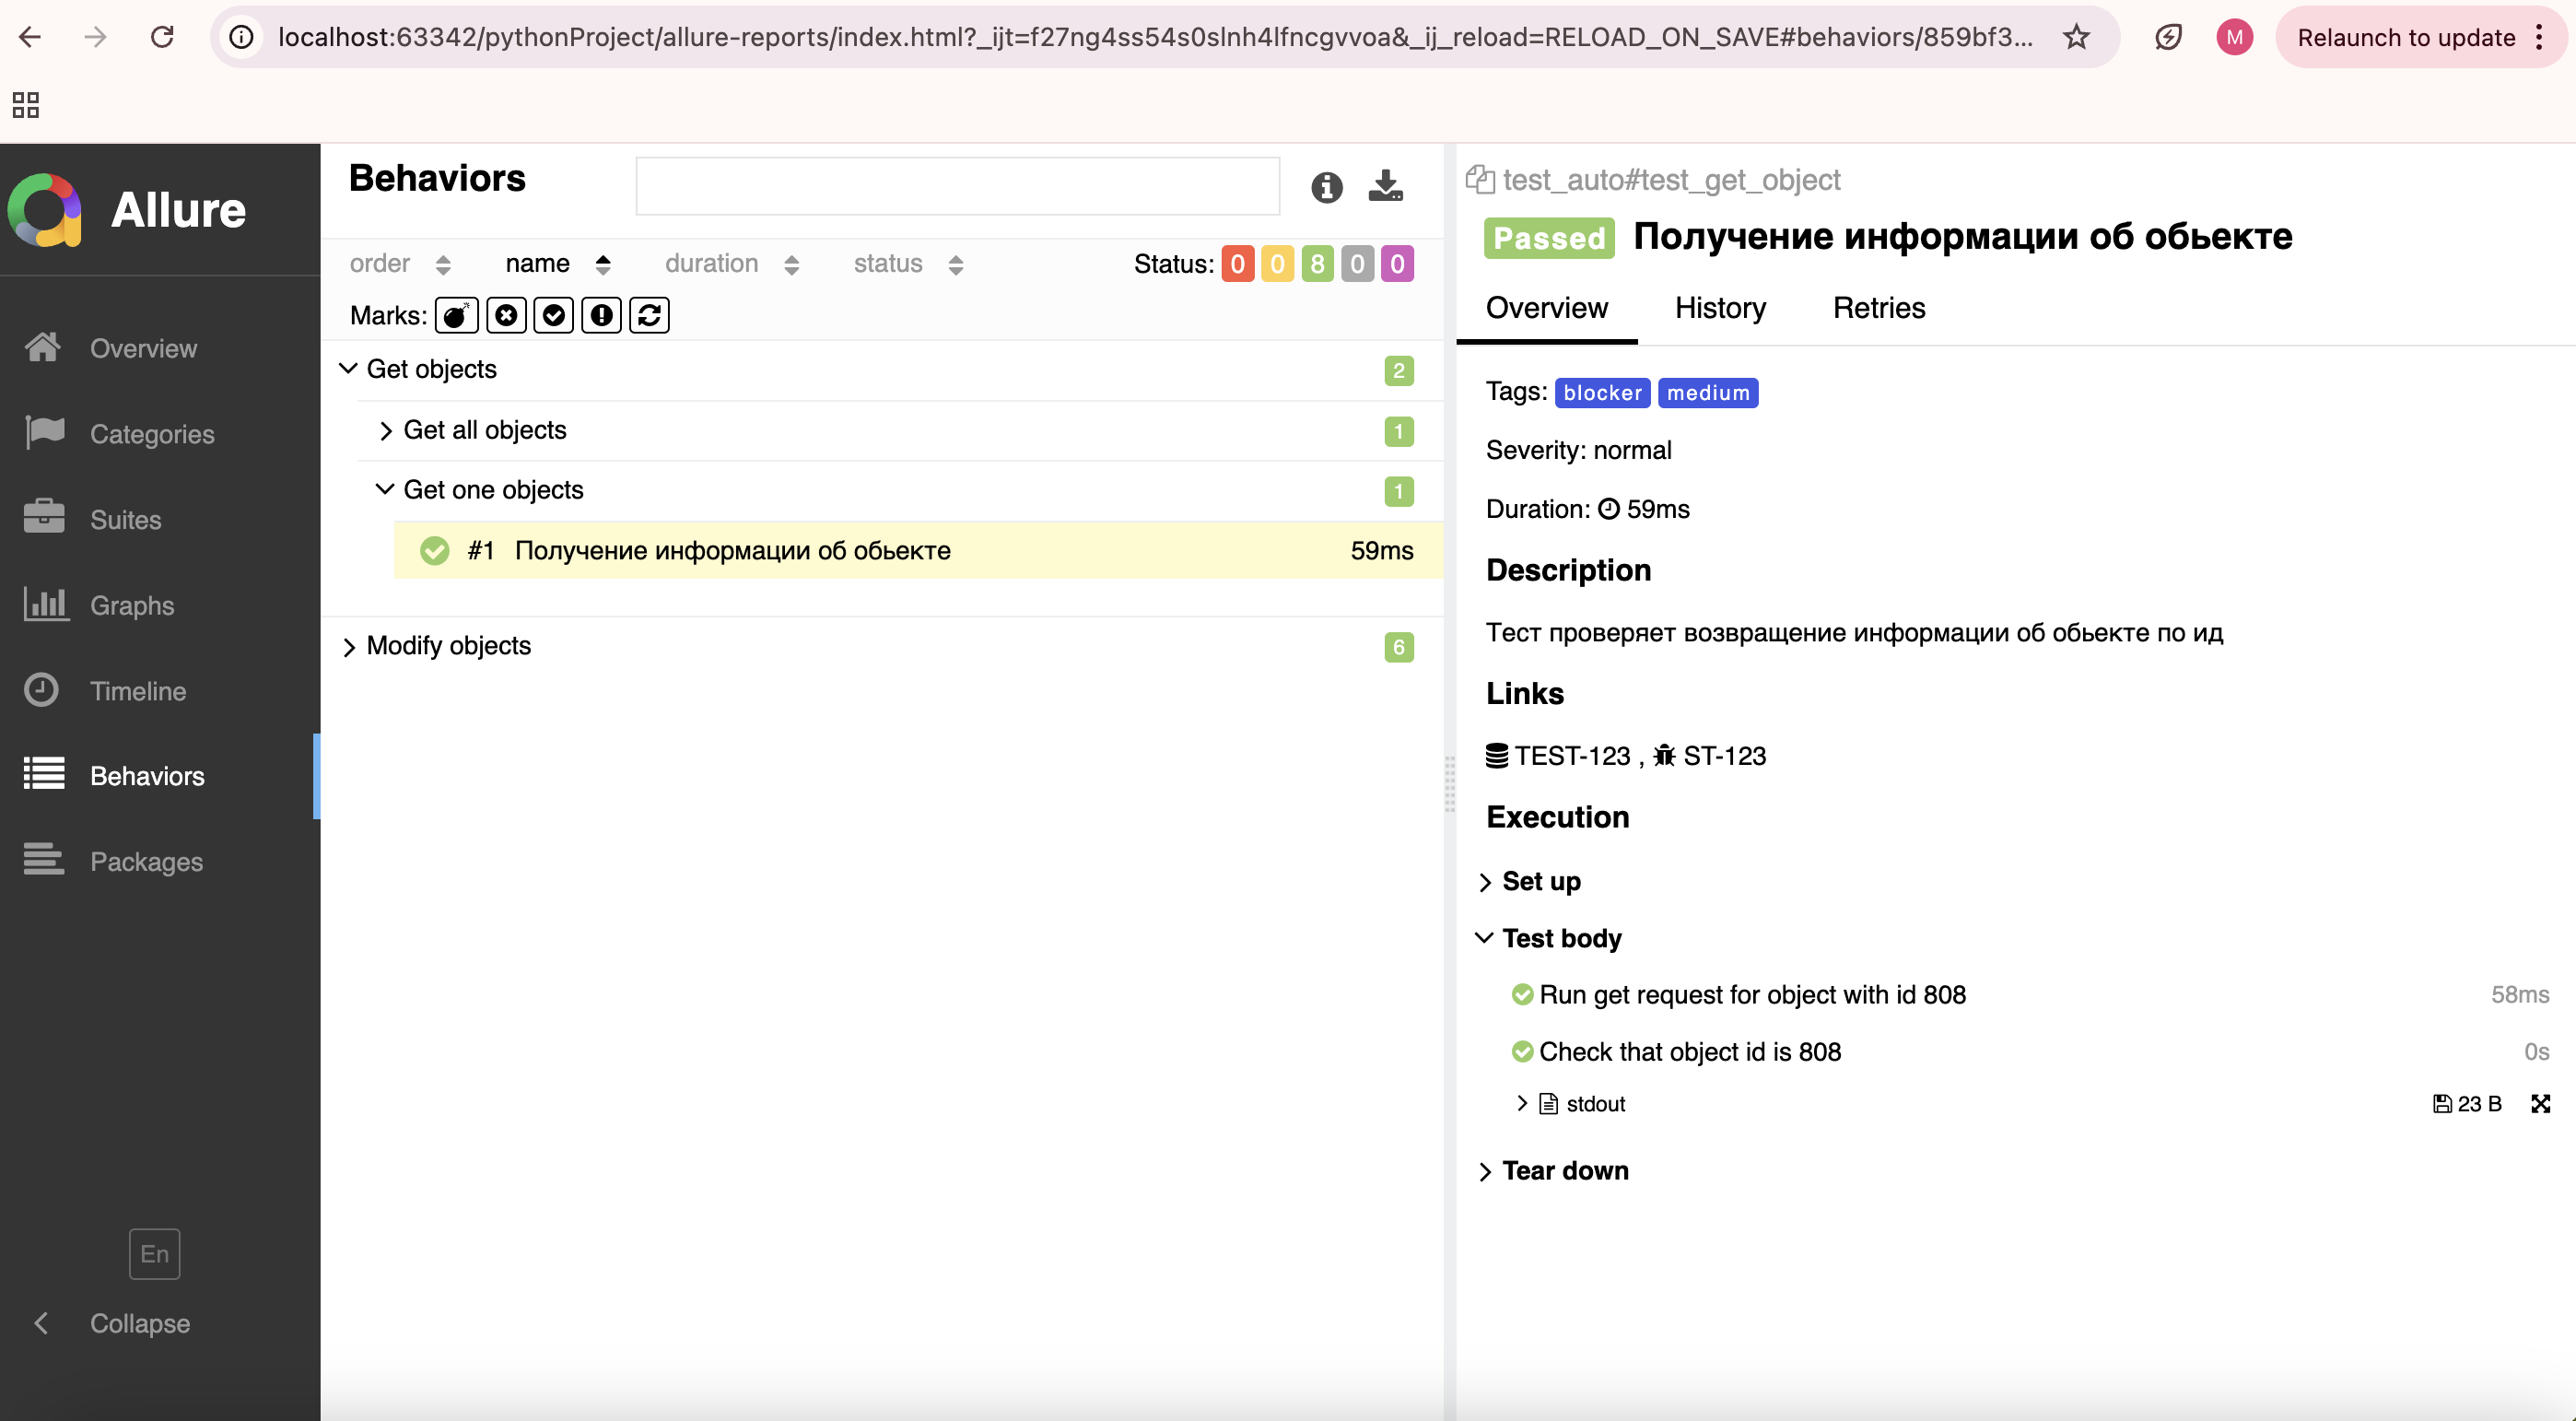 localhost:63342/pythonProject/allure-reports/index.html?_ijt=f27ng4ss54s0slnh4lfncgvvoa&_ij_reload=RELOAD_ON_SAVE#behaviors/859bf3...
M
Relaunch to update
Allure
Overview
Categories
Suites
Graphs
Timeline
Behaviors
Packages
En
Collapse
Behaviors
order name duration status Status: 0 0 8 0 0
Marks:
Get objects 2
Get all objects 1
Get one objects 1
#1 Получение информации об обьекте 59ms
Modify objects 6
test_auto#test_get_object
Passed Получение информации об обьекте
Overview History Retries
Tags: blocker medium
Severity: normal
Duration: 59ms
Description
Тест проверяет возвращение информации об обьекте по ид
Links
TEST-123 , ST-123
Execution
Set up
Test body
Run get request for object with id 808 58ms
Check that object id is 808 0s
stdout 23 B
Tear down